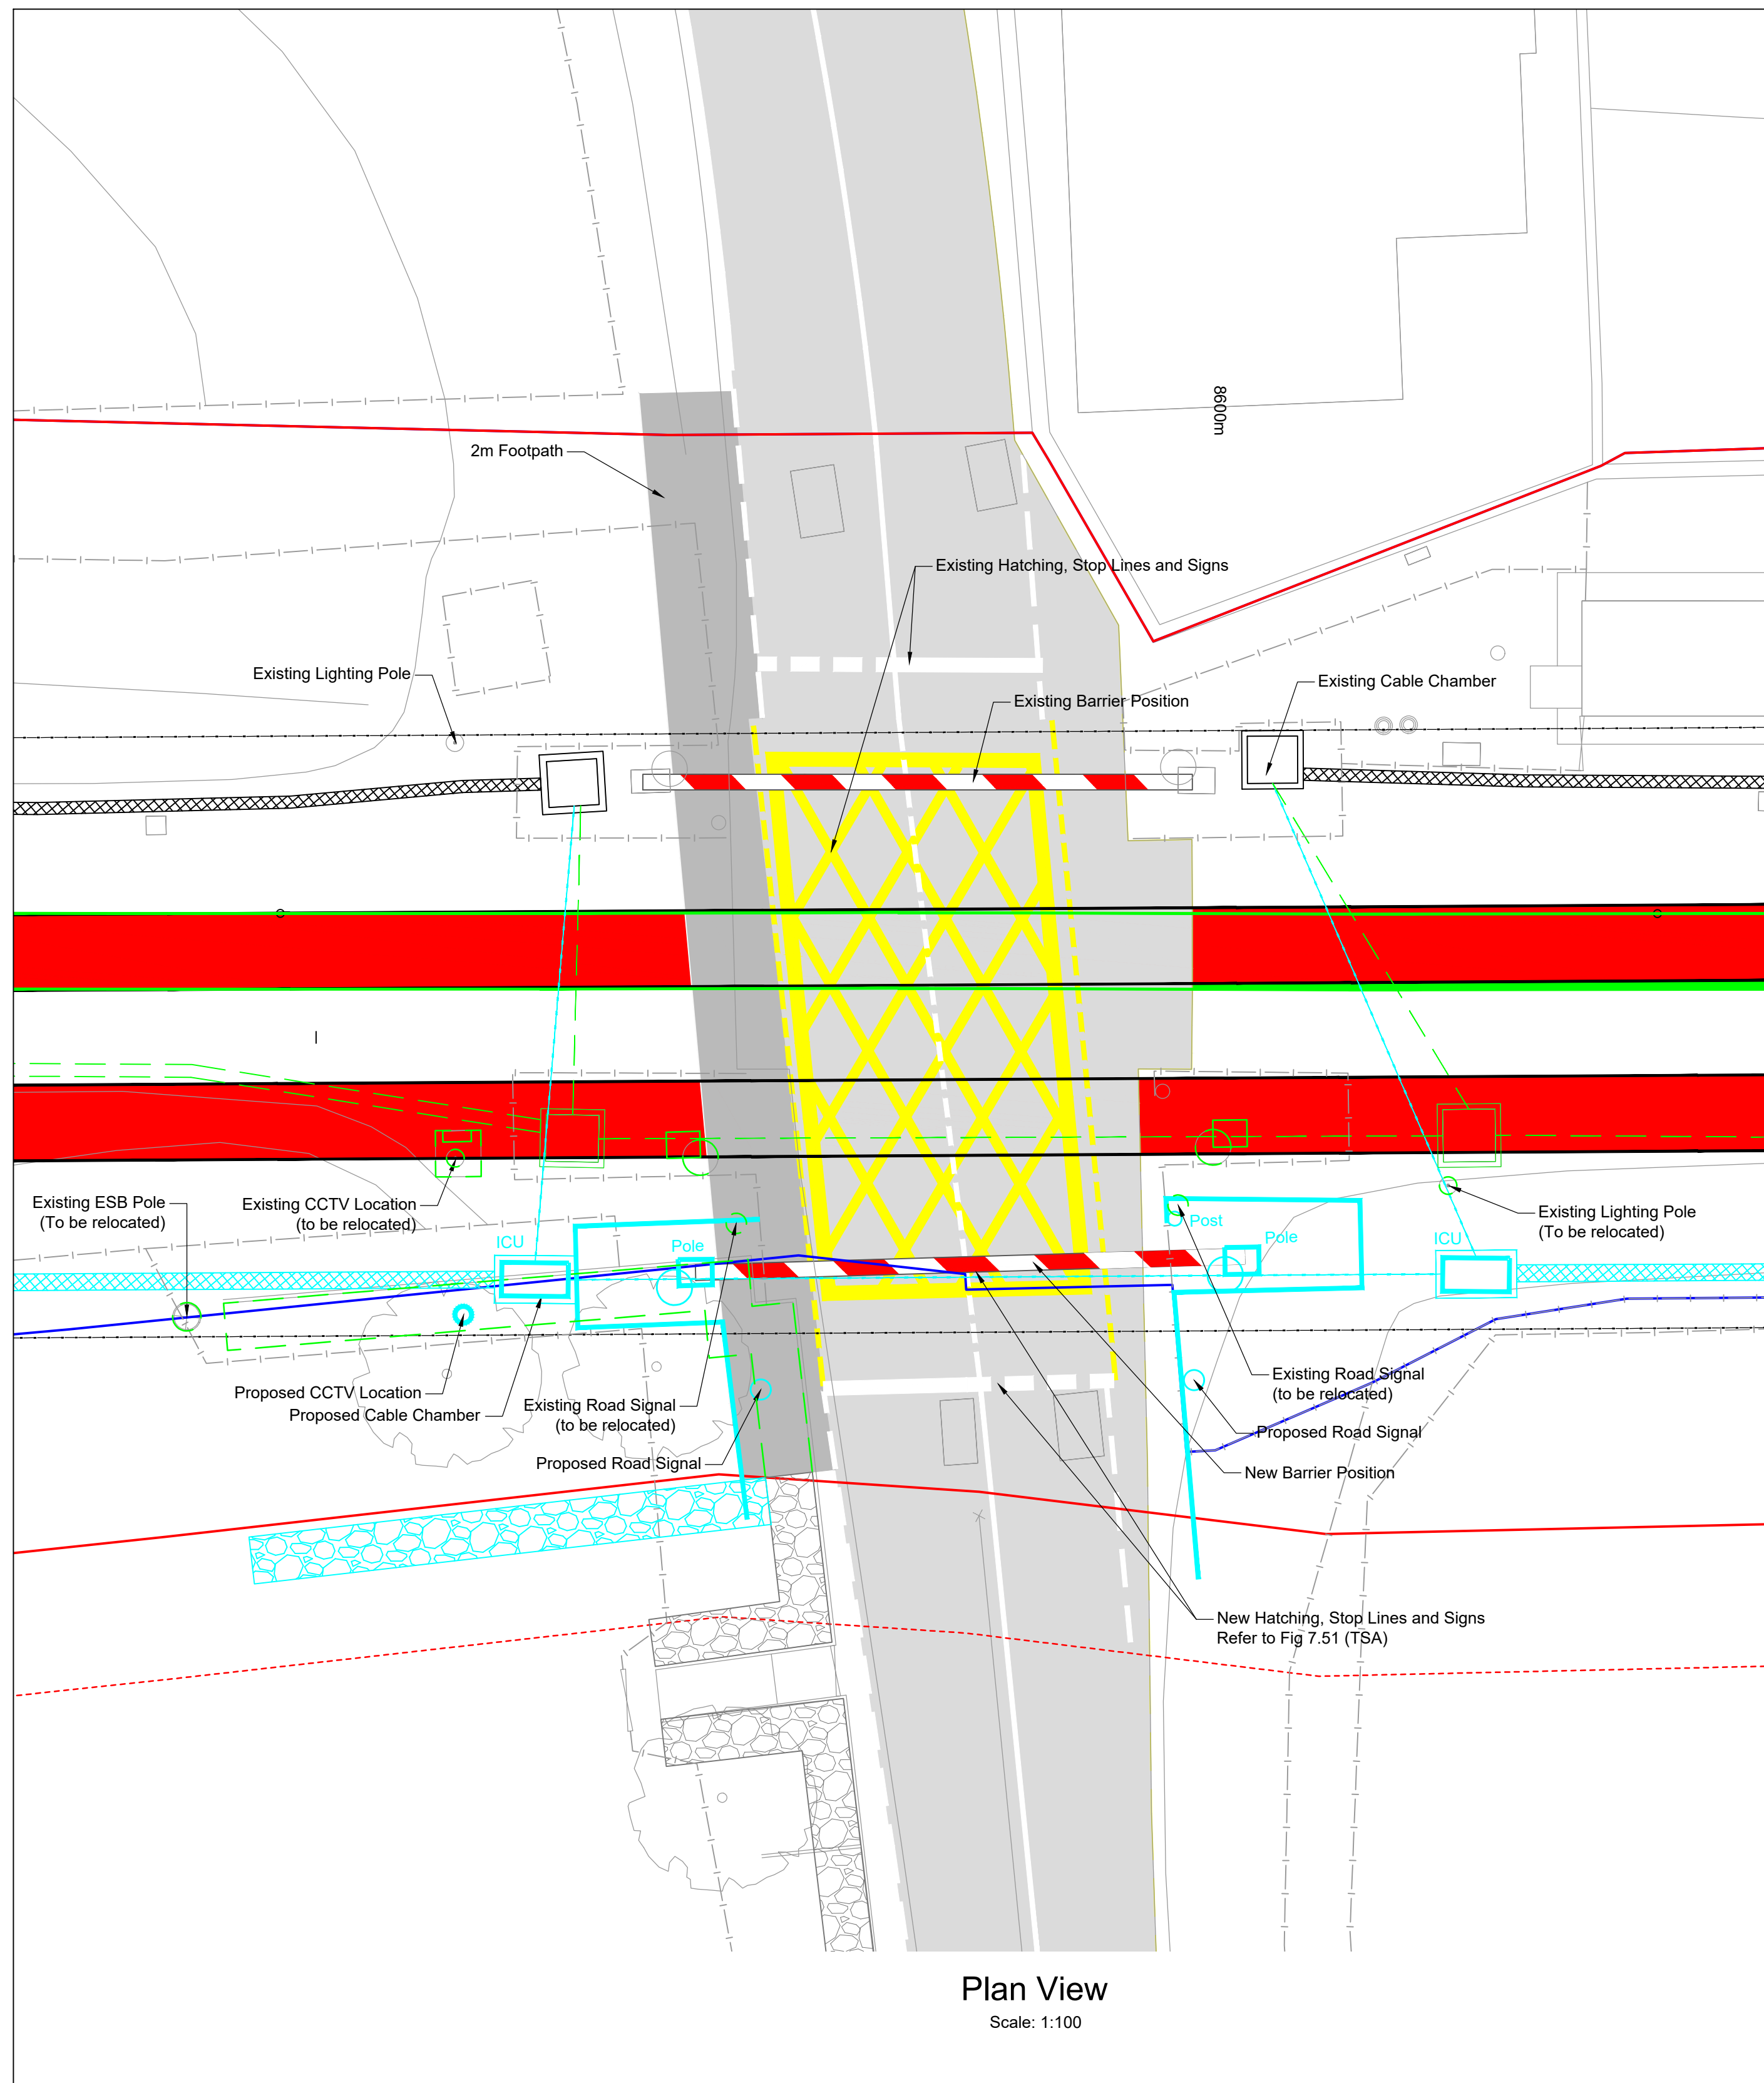 8600m
2m Footpath
Existing Hatching, Stop Lines and Signs
Existing Lighting Pole
Existing Cable Chamber
Existing Barrier Position
Existing ESB Pole
(To be relocated)
Existing CCTV Location
(to be relocated)
Existing Lighting Pole
(To be relocated)
Post
ICU
Pole
Pole
ICU
Existing Road Signal
(to be relocated)
Proposed CCTV Location
Proposed Cable Chamber
Existing Road Signal
(to be relocated)
Proposed Road Signal
Proposed Road Signal
New Barrier Position
New Hatching, Stop Lines and Signs
Refer to Fig 7.51 (TSA)
Plan View
Scale: 1:100